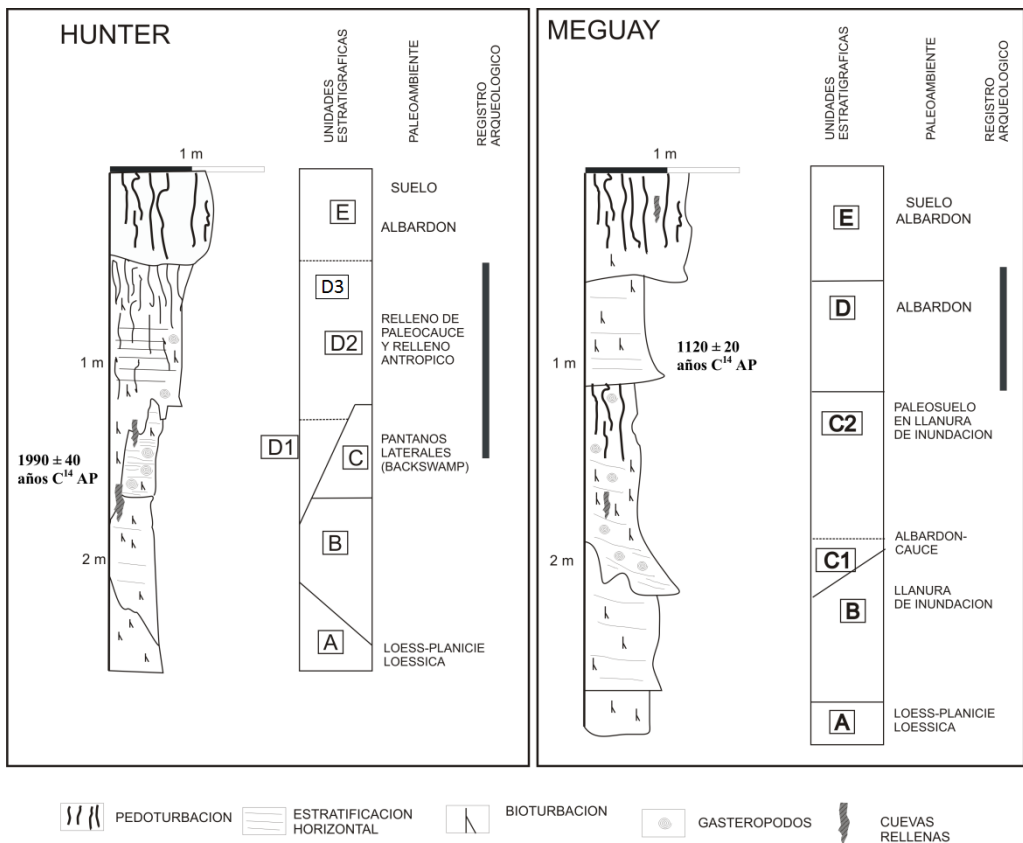 HUNTER
UNIDADES
ESTRATIGRAFICAS
PALEOAMBIENTE
REGISTRO
ARQUEOLOGICO
1 m
SUELO
E
ALBARDON
D3
D2
RELLENO DE
PALEOCAUCE
Y RELLENO
ANTROPICO
1 m
D1
C
PANTANOS
LATERALES
(BACKSWAMP)
1990 ± 40
años C14 AP
B
2 m
A
LOESS-PLANICIE
LOESSICA
MEGUAY
UNIDADES
ESTRATIGRÁFICAS
PALEOAMBIENTE
REGISTRO
ARQUEOLOGICO
1 m
E
SUELO
ALBARDON
D
ALBARDON
1120 ± 20
años C14 AP
1 m
C2
PALEOSUELO
EN LLANURA
DE INUNDACION
ALBARDON-
CAUCE
C1
2 m
LLANURA
DE INUNDACION
B
A
LOESS-PLANICIE
LOESSICA
PEDOTURBACION
ESTRATIFICACION
HORIZONTAL
BIOTURBACION
GASTEROPODOS
CUEVAS
RELLENAS